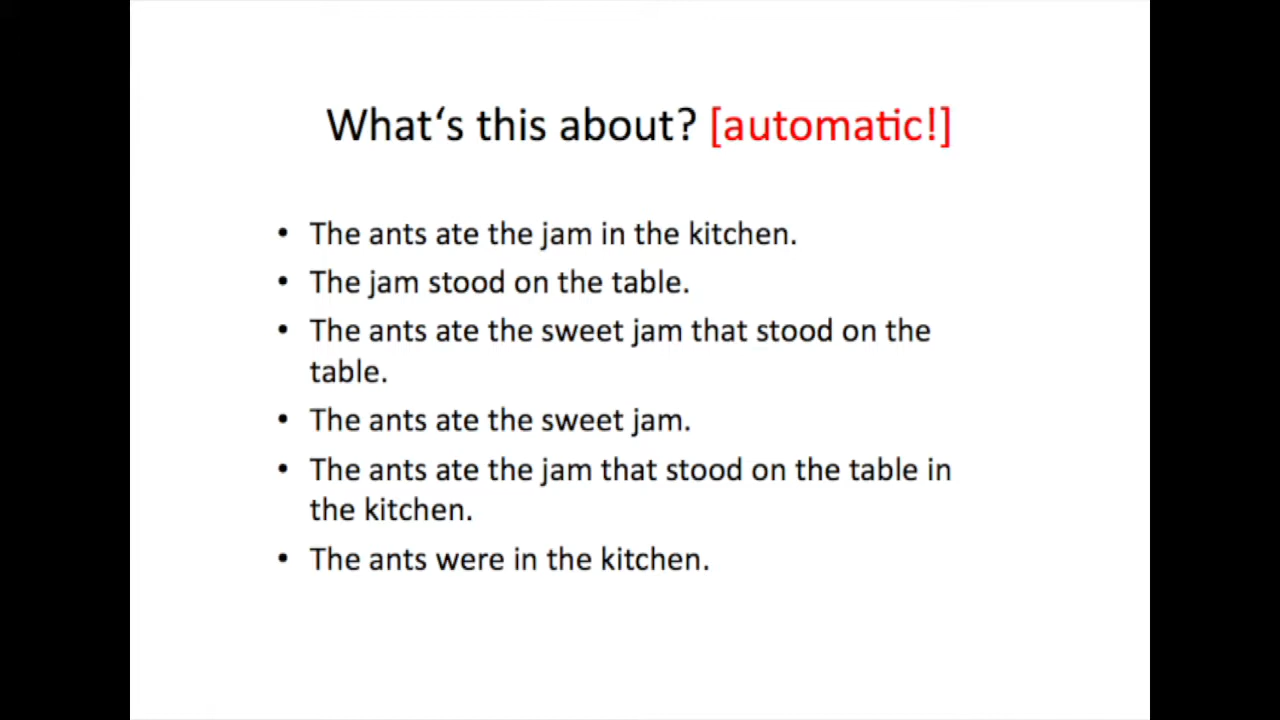 What‘s this about? [automatic!]
• The ants ate the jam in the kitchen.
• The jam stood on the table.
• The ants ate the sweet jam that stood on the
table.
• The ants ate the sweet jam.
• The ants ate the jam that stood on the table in
the kitchen.
• The ants were in the kitchen.